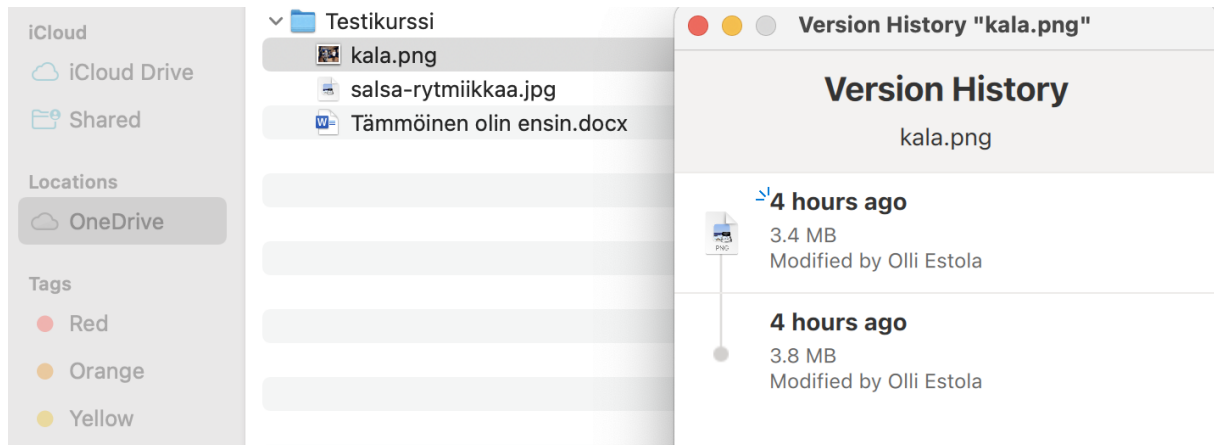 iCloud
iCloud Drive
Shared
Locations
OneDrive
Tags
Red
Orange
Yellow
Testikurssi
kala.png
salsa-rytmiikkaa.jpg
Tämmöinen olin ensin.docx
Version History "kala.png"
Version History
kala.png
4 hours ago
3.4 MB
Modified by Olli Estola
PNG
4 hours ago
3.8 MB
Modified by Olli Estola